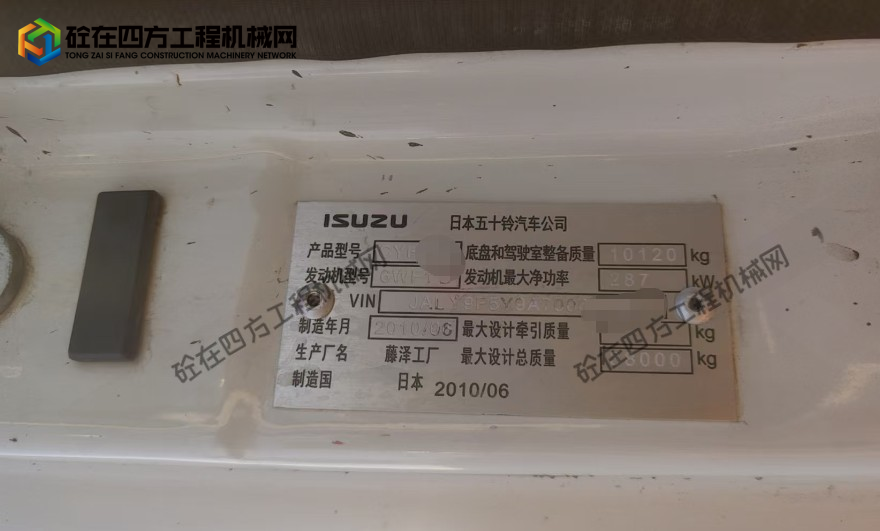 砼在四方工程机械网
TONG ZAI SI FANG CONSTRUCTION MACHINERY NETWORK
ISUZU 日本五十铃汽车公司
产品型号 底盘和驾驶室整备质量 10120 kg
发动机型号 发动机最大净功率 287 kW
VIN
制造年月 2010/06 最大设计牵引质量 kg
生产厂名 藤泽工厂 最大设计总质量 kg
制造国 日本 2010/06
砼在四方工程机械网
砼在四方工程机械网